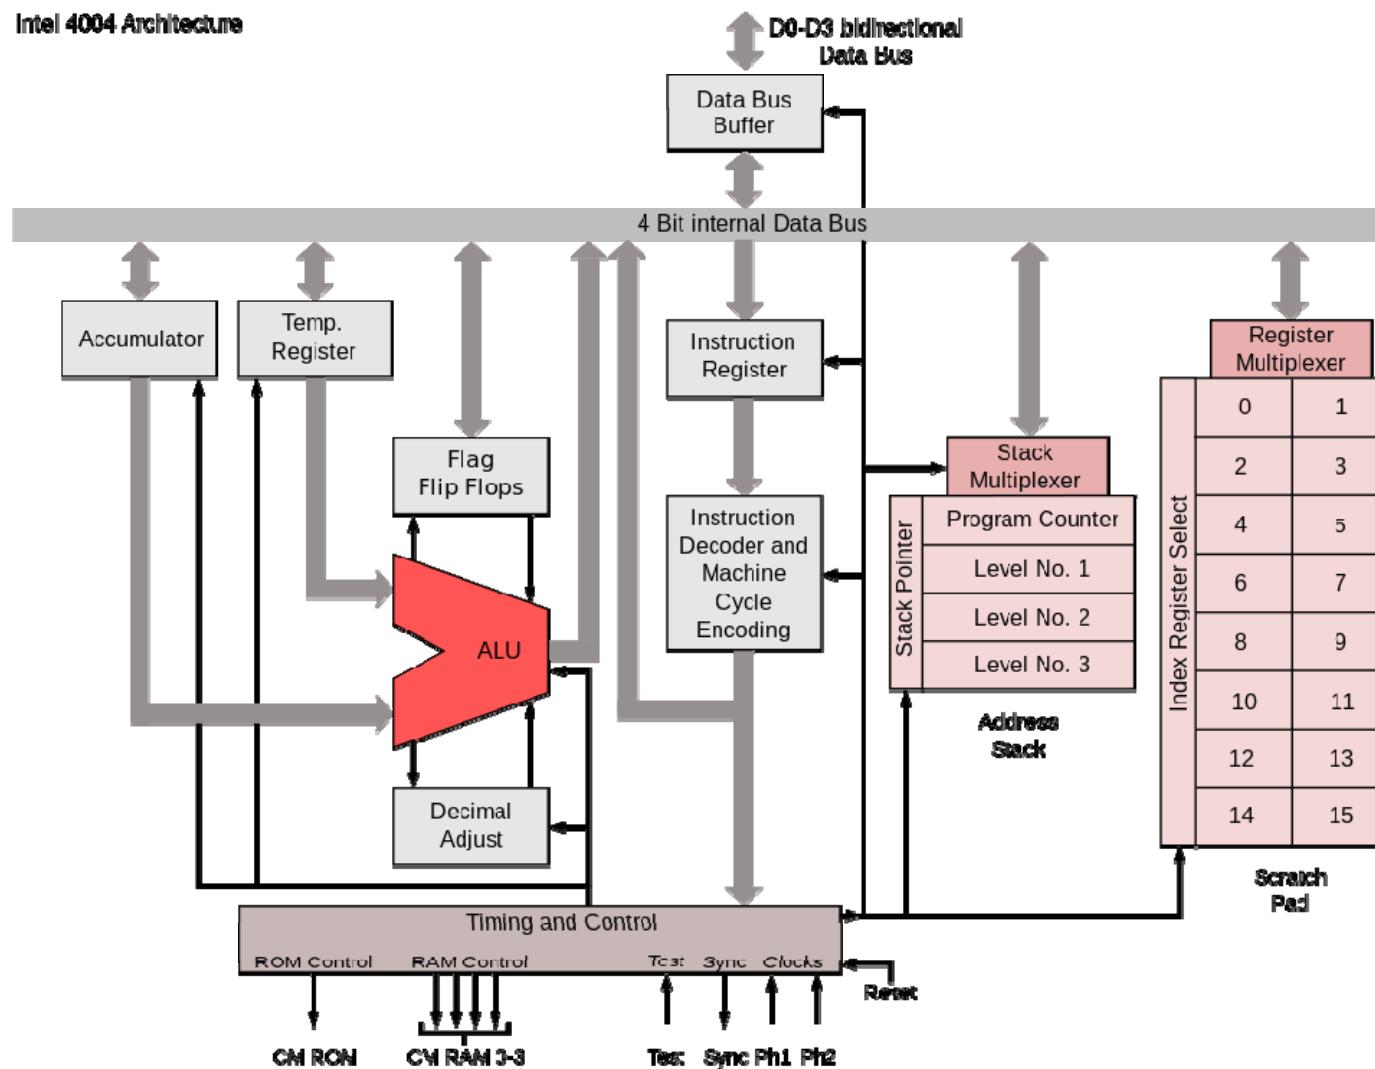 Intel 4004 Architecture
D0-D3 bidirectional
Data Bus
Data Bus
Buffer
4 Bit internal Data Bus
Accumulator
Temp.
Register
Instruction
Register
Register
Multiplexer
Flag
Flip Flops
Stack
Multiplexer
Instruction
Decoder and
Machine
Cycle
Encoding
ALU
Stack Pointer
Program Counter
Level No. 1
Level No. 2
Level No. 3
Address
Stack
Index Register Select
0 1
2 3
4 5
6 7
8 9
10 11
12 13
14 15
Scratch
Pad
Decimal
Adjust
Timing and Control
ROM Control RAM Control Test Sync Clocks
Reset
CM ROM CM RAM 0-3 Test Sync Ph1 Ph2